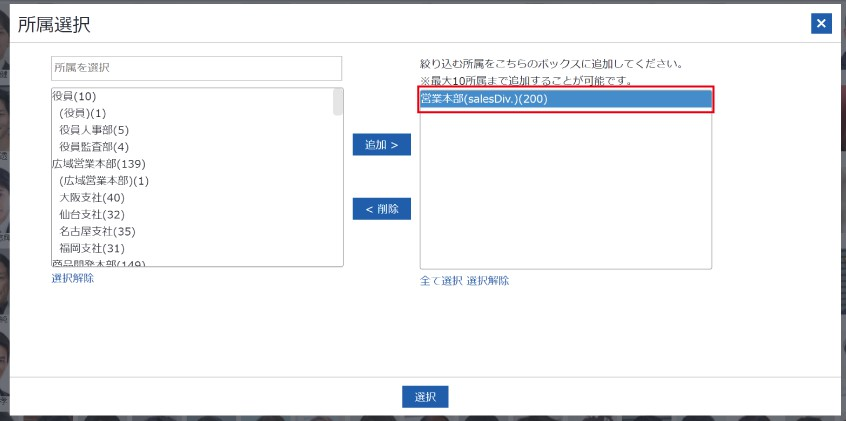 所属選択
所属を選択
役員(10)
(役員)(1)
役員人事部(5)
役員監査部(4)
広域営業本部(139)
(広域営業本部)(1)
大阪支社(40)
仙台支社(32)
名古屋支社(35)
福岡支社(31)
商品開発本部(149)
選択解除
追加 >
< 削除
絞り込む所属をこちらのボックスに追加してください。
※最大10所属まで追加することが可能です。
営業本部(salesDiv.)(200)
全て選択 選択解除
選択